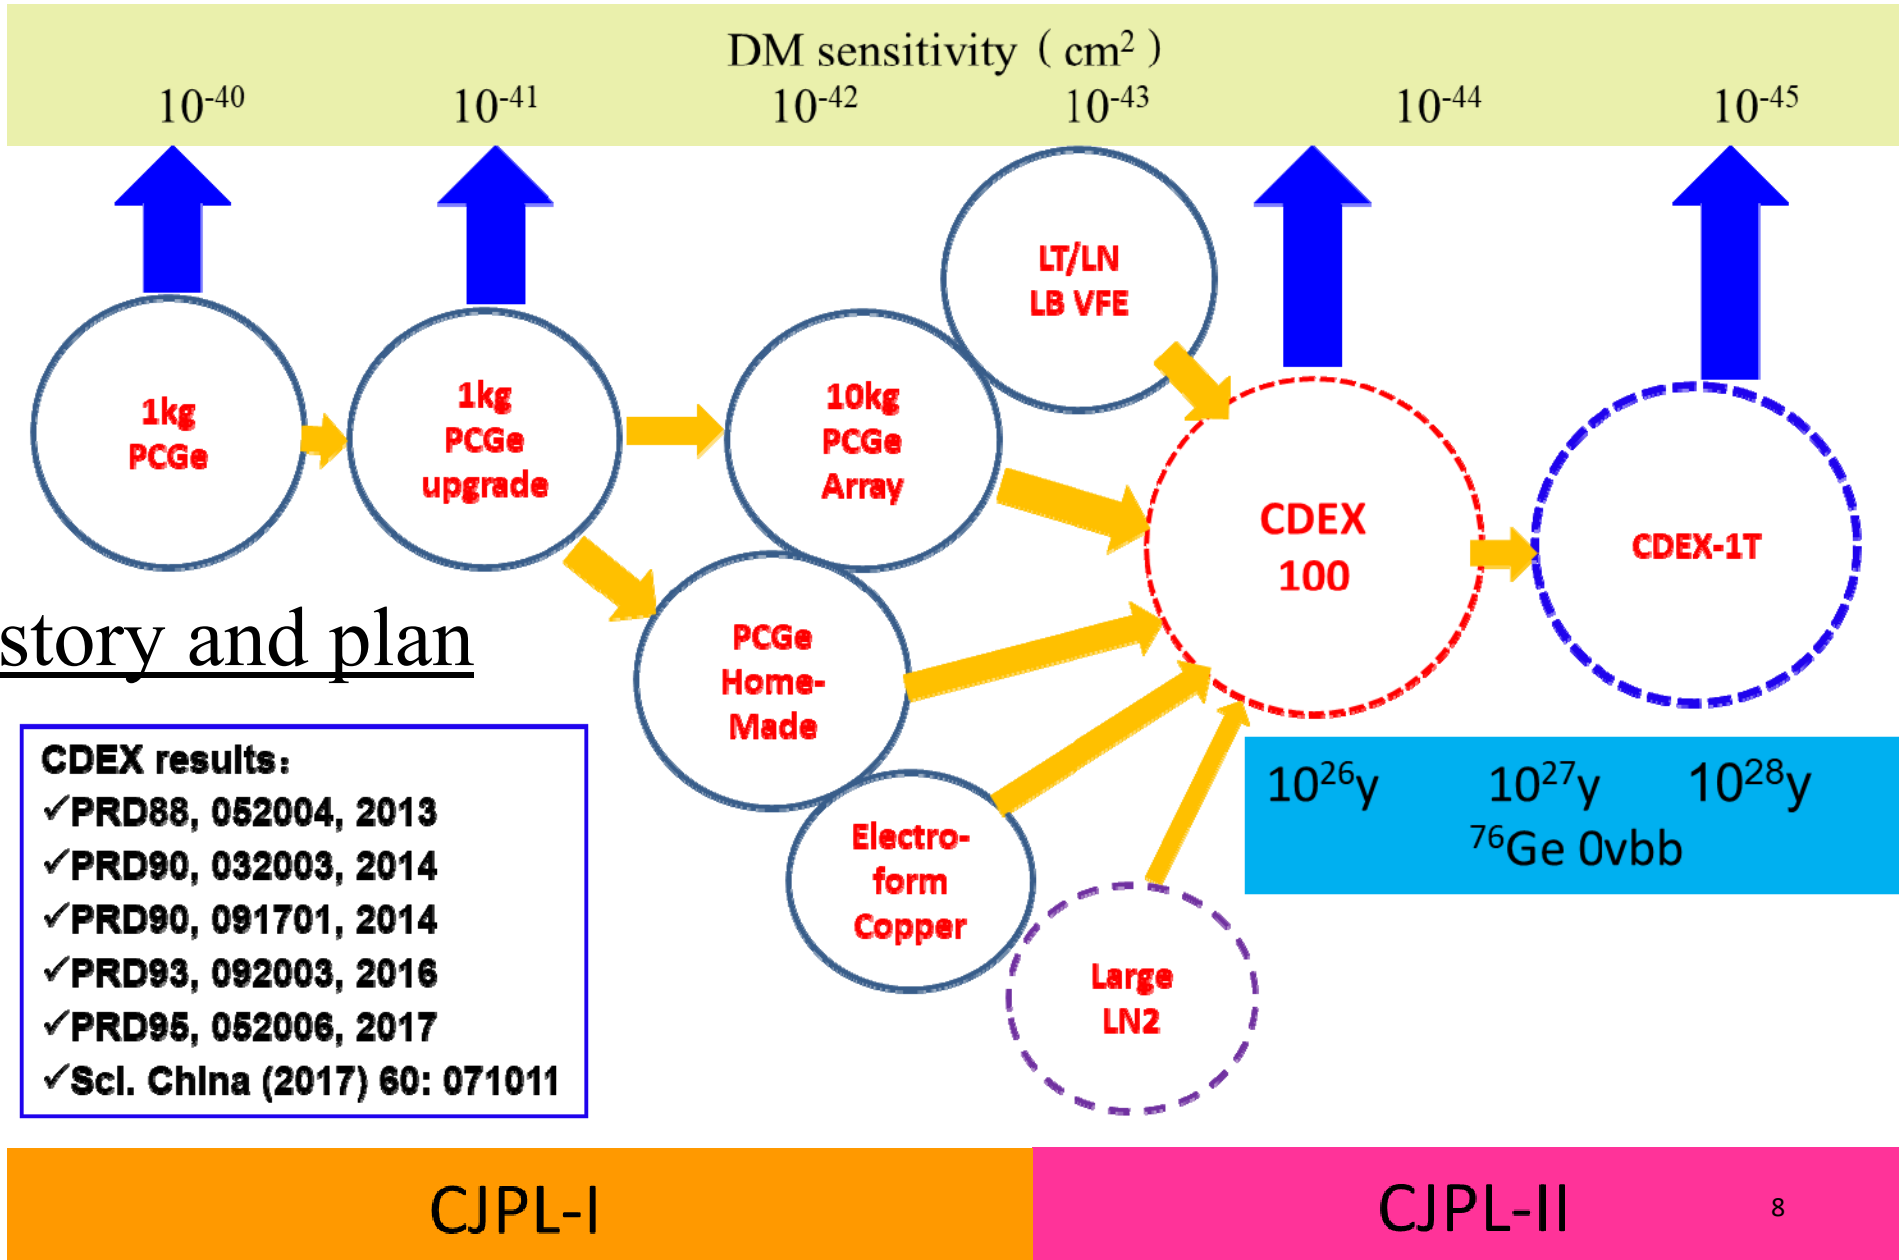 DM sensitivity ( cm² )
10⁻⁴⁰ 10⁻⁴¹ 10⁻⁴² 10⁻⁴³ 10⁻⁴⁴ 10⁻⁴⁵
1kg
PCGe
1kg
PCGe
upgrade
10kg
PCGe
Array
LT/LN
LB VFE
PCGe
Home-
Made
Electro-
form
Copper
Large
LN2
CDEX
100
CDEX-1T
story and plan
CDEX results:
✓PRD88, 052004, 2013
✓PRD90, 032003, 2014
✓PRD90, 091701, 2014
✓PRD93, 092003, 2016
✓PRD95, 052006, 2017
✓Sci. China (2017) 60: 071011
10²⁶y 10²⁷y 10²⁸y
⁷⁶Ge 0vbb
CJPL-I
CJPL-II
8